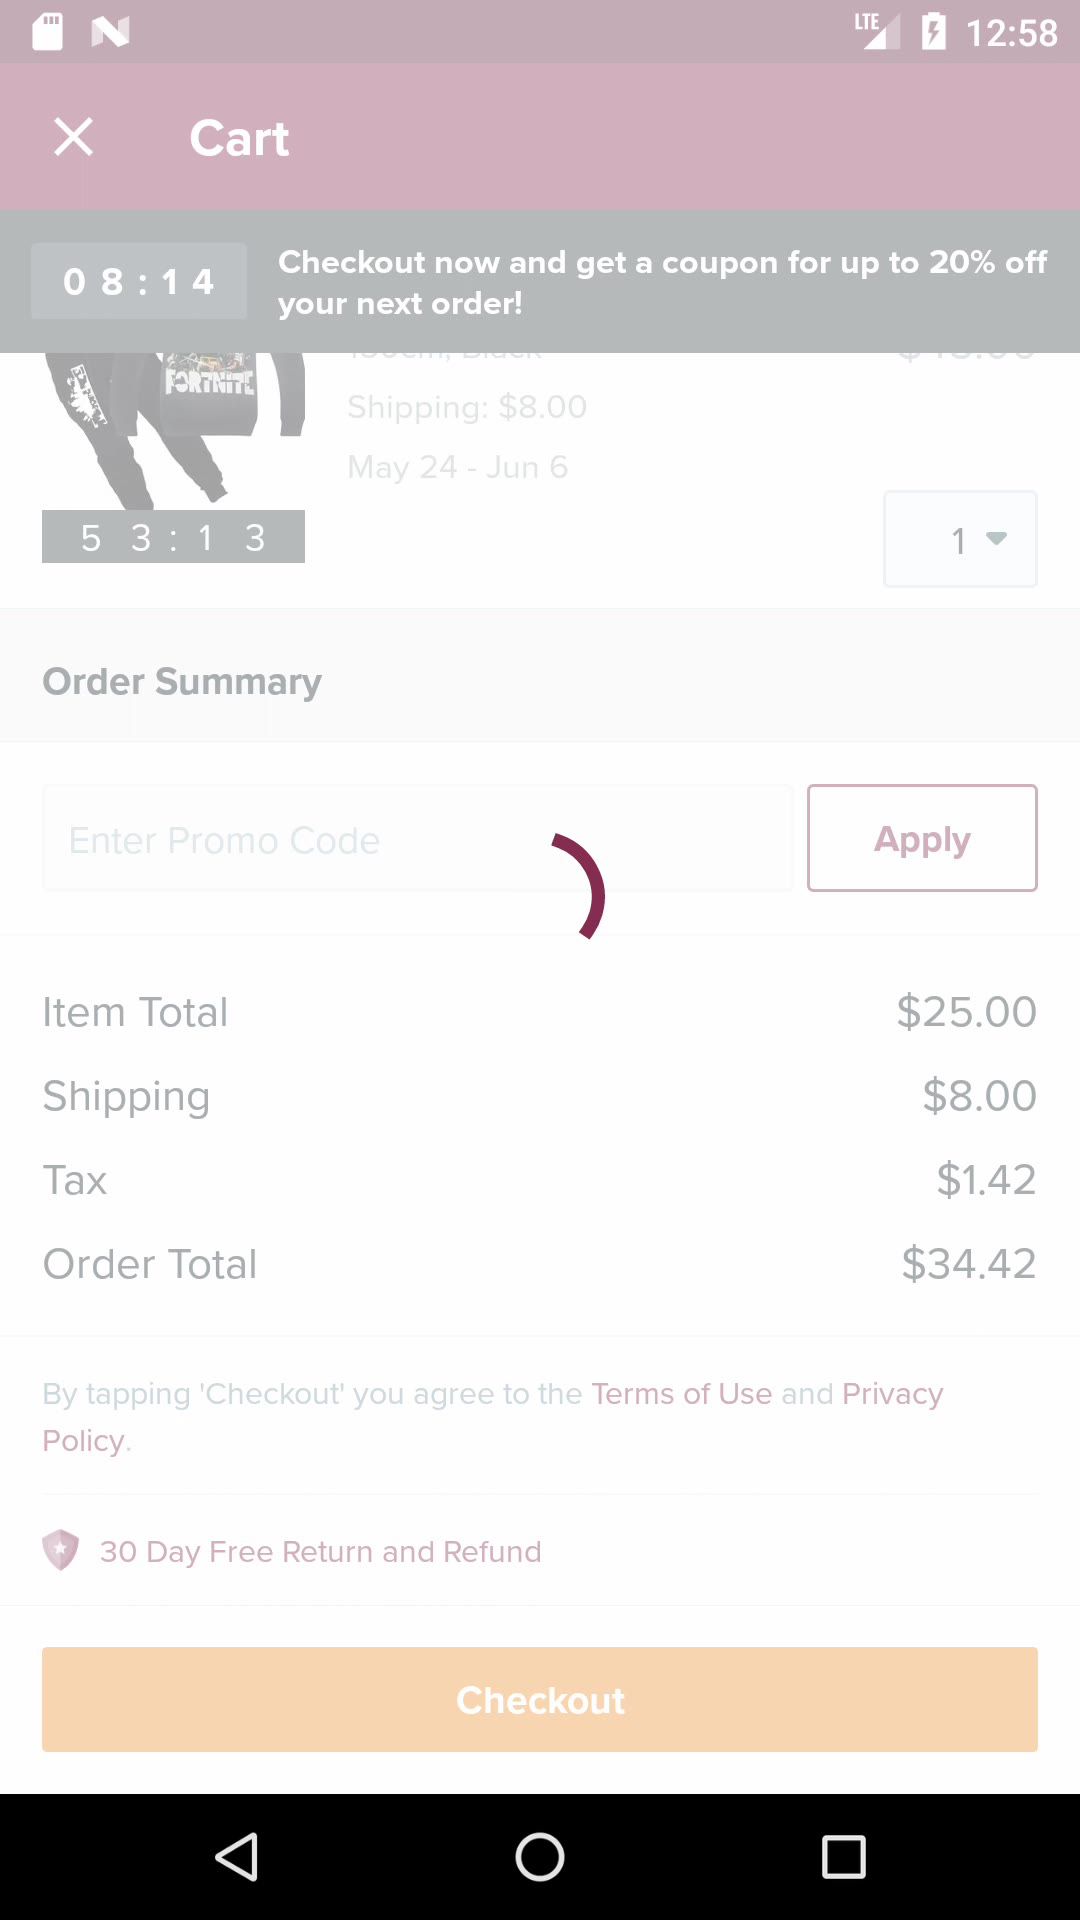 LTE 12:58
Cart
08:14
Checkout now and get a coupon for up to 20% off
your next order!
FORTNITE
Shipping: $8.00
May 24 - Jun 6
53:13
1
Order Summary
Enter Promo Code
Apply
Item Total $25.00
Shipping $8.00
Tax $1.42
Order Total $34.42
By tapping 'Checkout' you agree to the Terms of Use and Privacy
Policy.
30 Day Free Return and Refund
Checkout